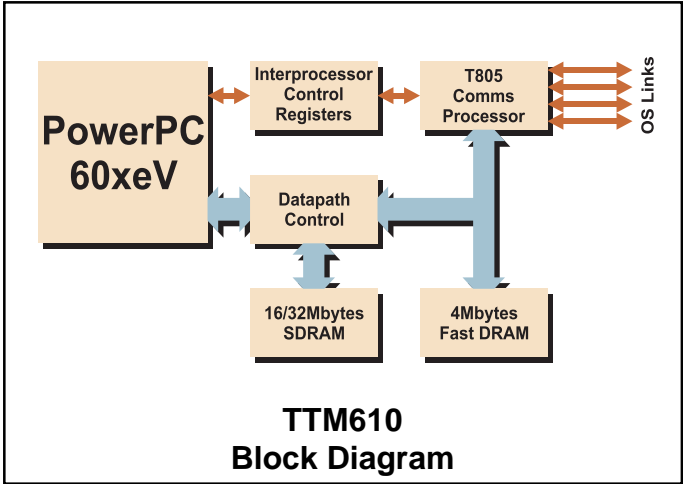 PowerPC
60xeV
Interprocessor
Control
Registers
T805
Comms
Processor
OS Links
Datapath
Control
16/32Mbytes
SDRAM
4Mbytes
Fast DRAM
TTM610
Block Diagram